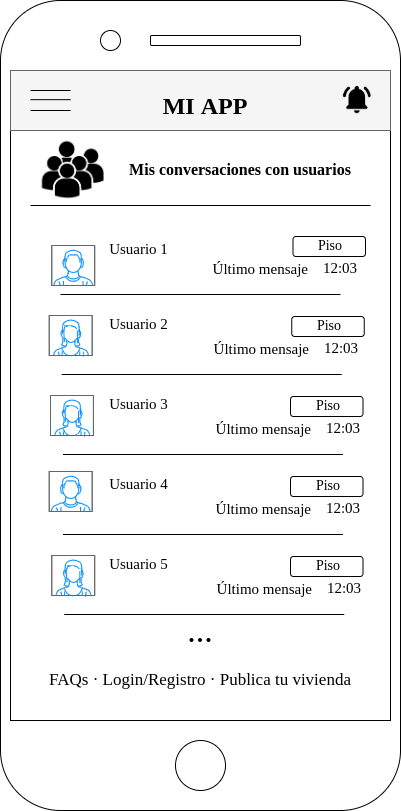 MI APP
Mis conversaciones con usuarios
Usuario 1
Piso
Último mensaje 12:03
Usuario 2
Piso
Último mensaje 12:03
Usuario 3
Piso
Último mensaje 12:03
Usuario 4
Piso
Último mensaje 12:03
Usuario 5
Piso
Último mensaje 12:03
...
FAQs · Login/Registro · Publica tu vivienda